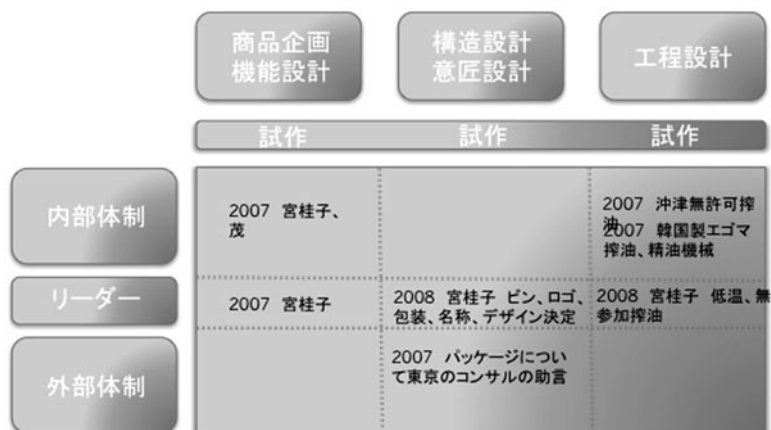 商品企画
機能設計
構造設計
意匠設計
工程設計
試作
試作
試作
内部体制
2007 宮桂子、
茂
2007 沖津無許可搾
油
2007 韓国製エゴマ
搾油、精油機械
リーダー
2007 宮桂子
2008 宮桂子 ビン、ロゴ、
包装、名称、デザイン決定
2008 宮桂子 低温、無
参加搾油
外部体制
2007 パッケージについ
て東京のコンサルの助言